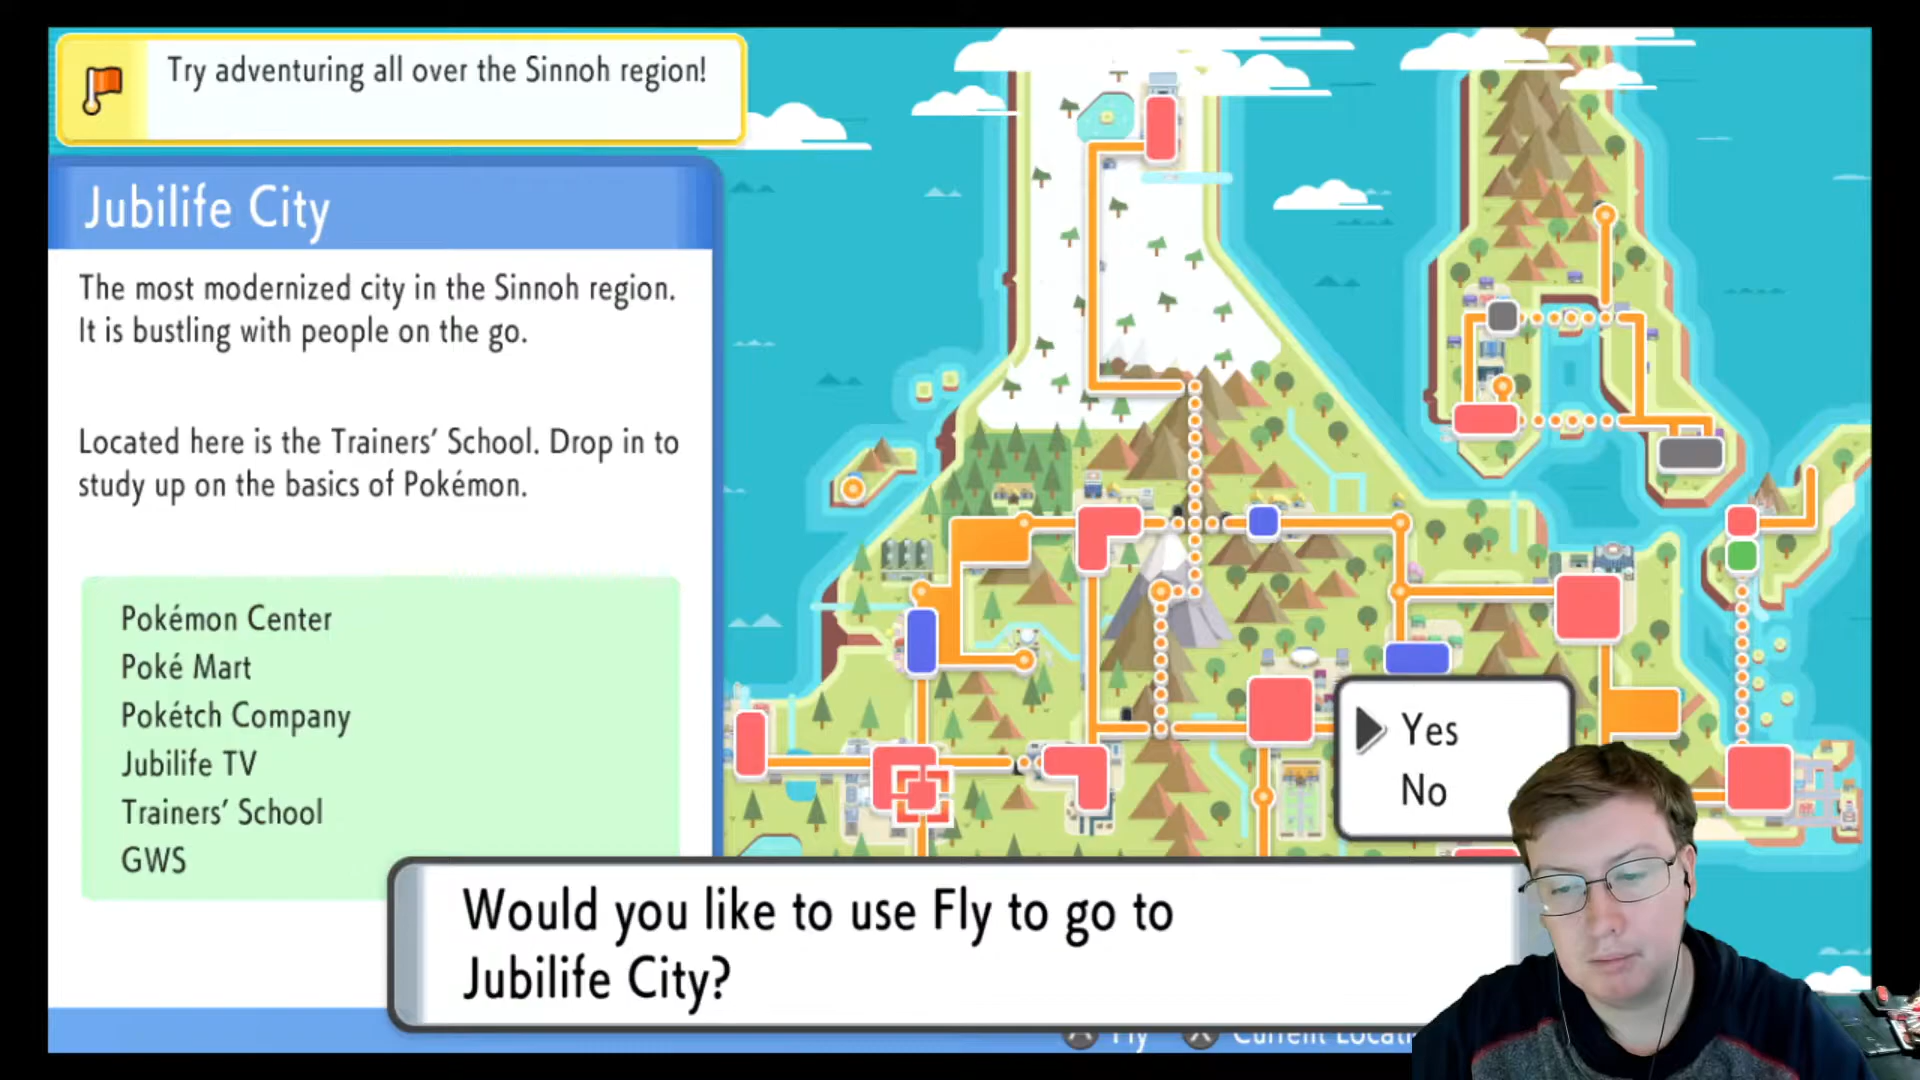 Try adventuring all over the Sinnoh region!
Jubilife City
The most modernized city in the Sinnoh region.
It is bustling with people on the go.
Located here is the Trainers' School. Drop in to
study up on the basics of Pokémon.
Pokémon Center
Poké Mart
Pokétch Company
Jubilife TV
Trainers' School
GWS
Yes
No
Would you like to use Fly to go to
Jubilife City?
Fly
Current